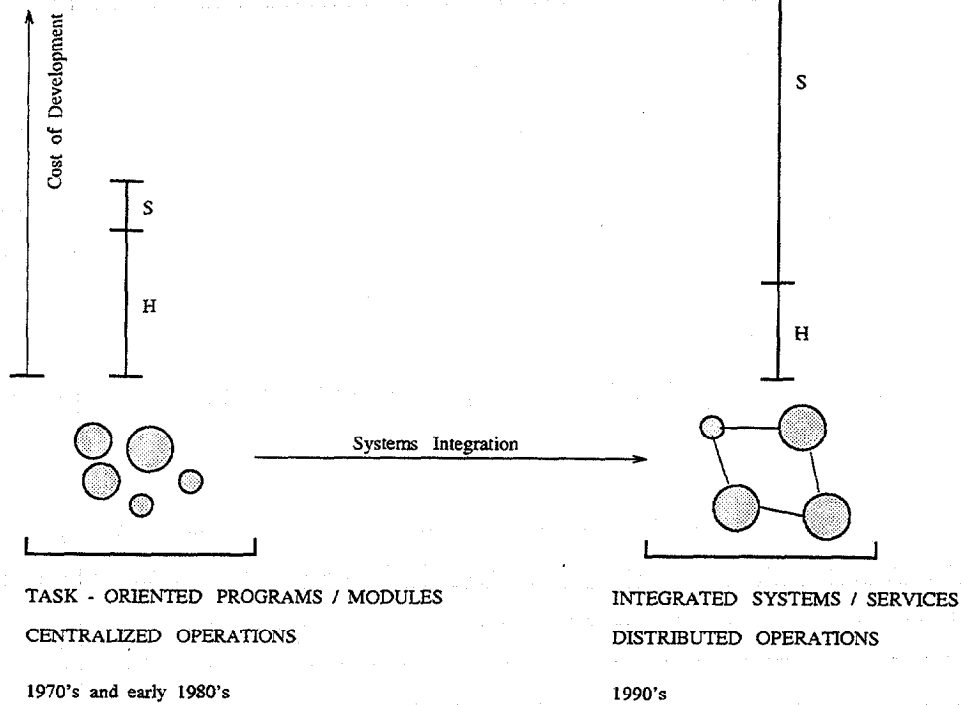 Cost of Development
S
H
S
H
Systems Integration
TASK - ORIENTED PROGRAMS / MODULES
CENTRALIZED OPERATIONS
1970's and early 1980's
INTEGRATED SYSTEMS / SERVICES
DISTRIBUTED OPERATIONS
1990's